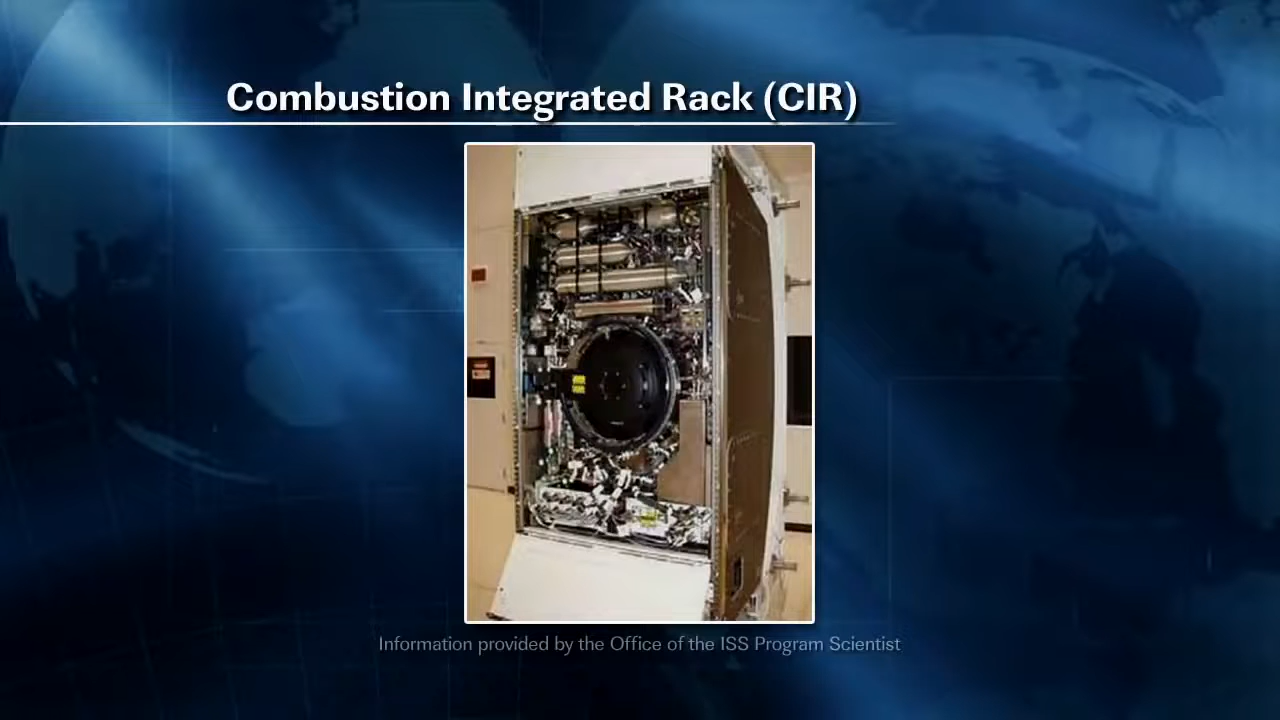 Combustion Integrated Rack (CIR)
Information provided by the Office of the ISS Program Scientist